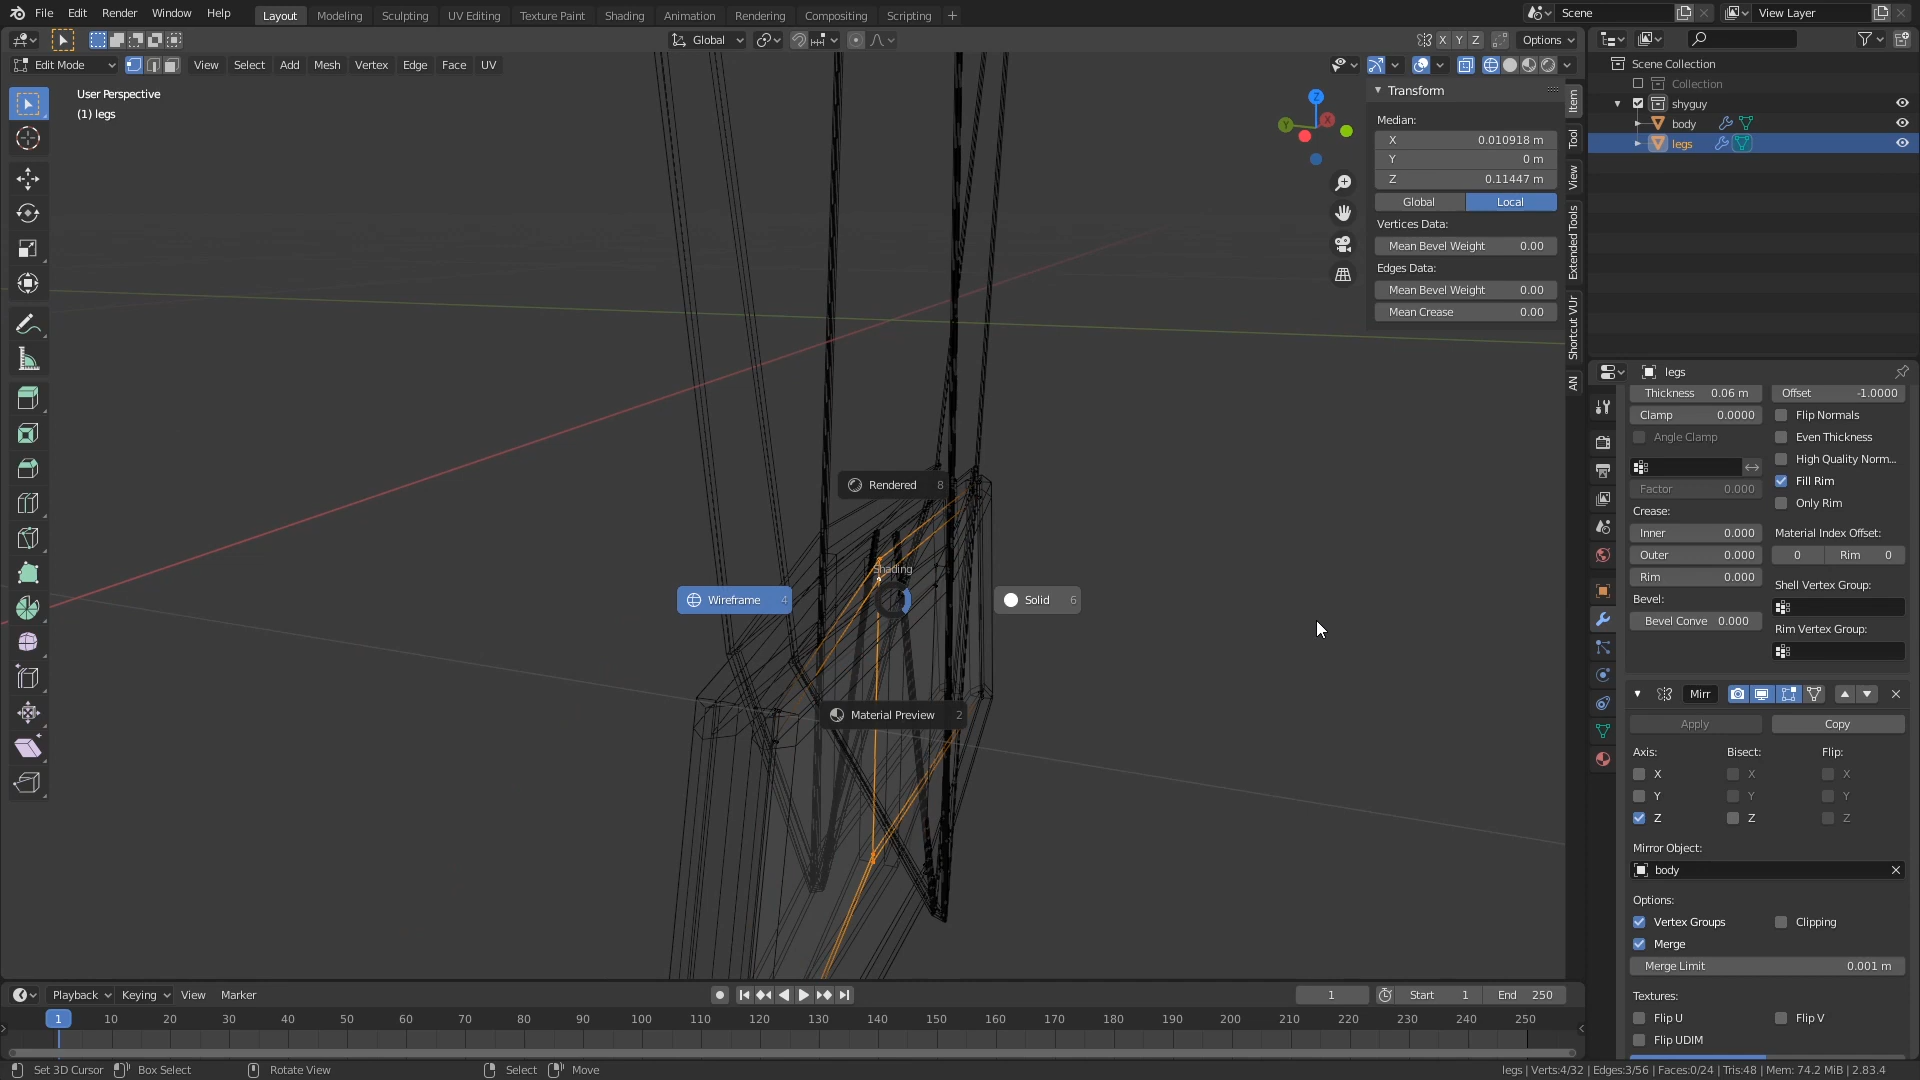 File Edit Render Window Help Layout Modeling Sculpting UV Editing Texture Paint Shading Animation Rendering Compositing Scripting + Scene View Layer
Global X Y Z Options
Edit Mode View Select Add Mesh Vertex Edge Face UV
User Perspective
(1) legs
Transform
Median:
X 0.010918 m
Y 0 m
Z 0.11447 m
Global Local
Vertices Data:
Mean Bevel Weight 0.00
Edges Data:
Mean Bevel Weight 0.00
Mean Crease 0.00
Item
Tool
View
Extended Tools
Shortcut VUr
AN
Z
Y
X
Rendered 8
Shading
Wireframe 4
Solid 6
Material Preview 2
Scene Collection
Collection
shyguy
body
legs
legs
Thickness 0.06 m Offset -1.0000
Clamp 0.0000 Flip Normals
Angle Clamp Even Thickness
High Quality Norm...
Factor 0.000 Fill Rim
Crease: Only Rim
Inner 0.000 Material Index Offset:
Outer 0.000 0 Rim 0
Rim 0.000 Shell Vertex Group:
Bevel:
Bevel Conve 0.000 Rim Vertex Group:
Mirr
Apply Copy
Axis: Bisect: Flip:
X X X
Y Y Y
Z Z Z
Mirror Object:
body
Options:
Vertex Groups Clipping
Merge
Merge Limit 0.001 m
Textures:
Flip U Flip V
Flip UDIM
Playback Keying View Marker 1 Start 1 End 250
1 10 20 30 40 50 60 70 80 90 100 110 120 130 140 150 160 170 180 190 200 210 220 230 240 250
Set 3D Cursor Box Select Rotate View Select Move legs | Verts:4/32 | Edges:3/56 | Faces:0/24 | Tris:48 | Mem: 74.2 MiB | 2.83.4